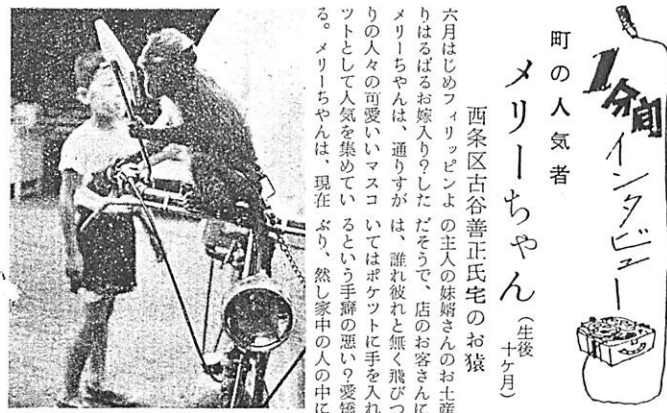 1分間インタビュー
町の人気者
メリーちゃん(生後十ヶ月)
西条区古谷善正氏宅のお猿
六月はじめフィリッピンよ
りはるばるお嫁入り?した
メリーちゃんは、通りすが
りの人々の可愛いいマスコ
ットとして人気を集めてい
る。メリーちゃんは、現在
の主人の妹婿さんのお土産
だそうで、店のお客さんに
は、誰れ彼れと無く飛びつ
いてはポケットに手を入れ
るという手癖の悪い?愛嬌
ぶり、然し家中の人の中に